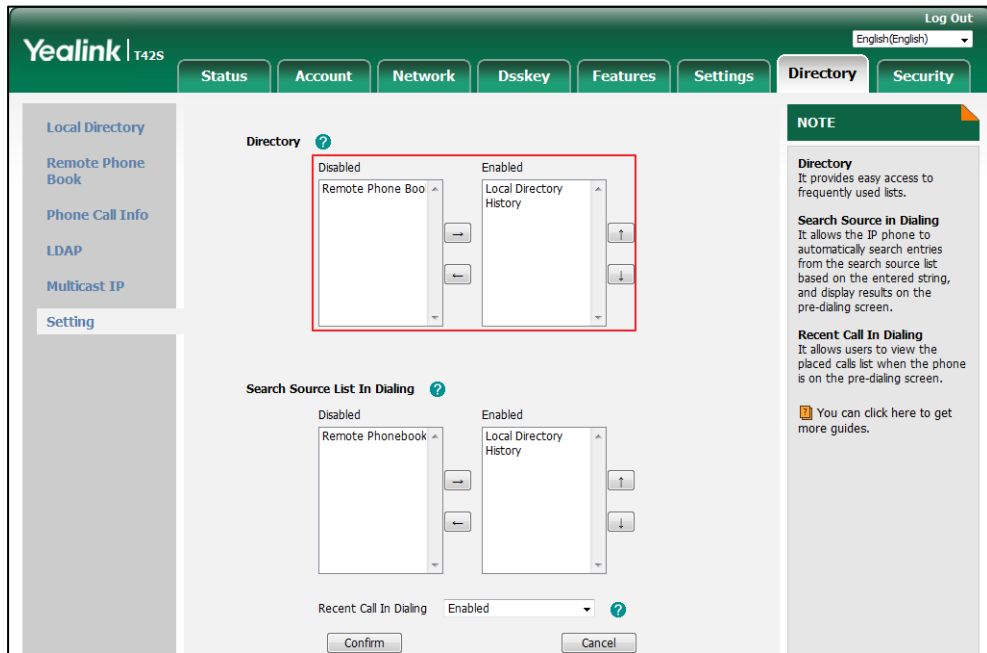 Log Out
Yealink T42S
English(English)
Status Account Network Dsskey Features Settings Directory Security
Local Directory
Remote Phone
Book
Phone Call Info
LDAP
Multicast IP
Setting
Directory ?
Disabled Enabled
Remote Phone Boo Local Directory
History
→ ↑
← ↓
Search Source List In Dialing ?
Disabled Enabled
Remote Phonebook Local Directory
History
→ ↑
← ↓
Recent Call In Dialing Enabled ?
Confirm Cancel
NOTE
Directory
It provides easy access to
frequently used lists.
Search Source in Dialing
It allows the IP phone to
automatically search entries
from the search source list
based on the entered string,
and display results on the
pre-dialing screen.
Recent Call In Dialing
It allows users to view the
placed calls list when the phone
is on the pre-dialing screen.
? You can click here to get
more guides.